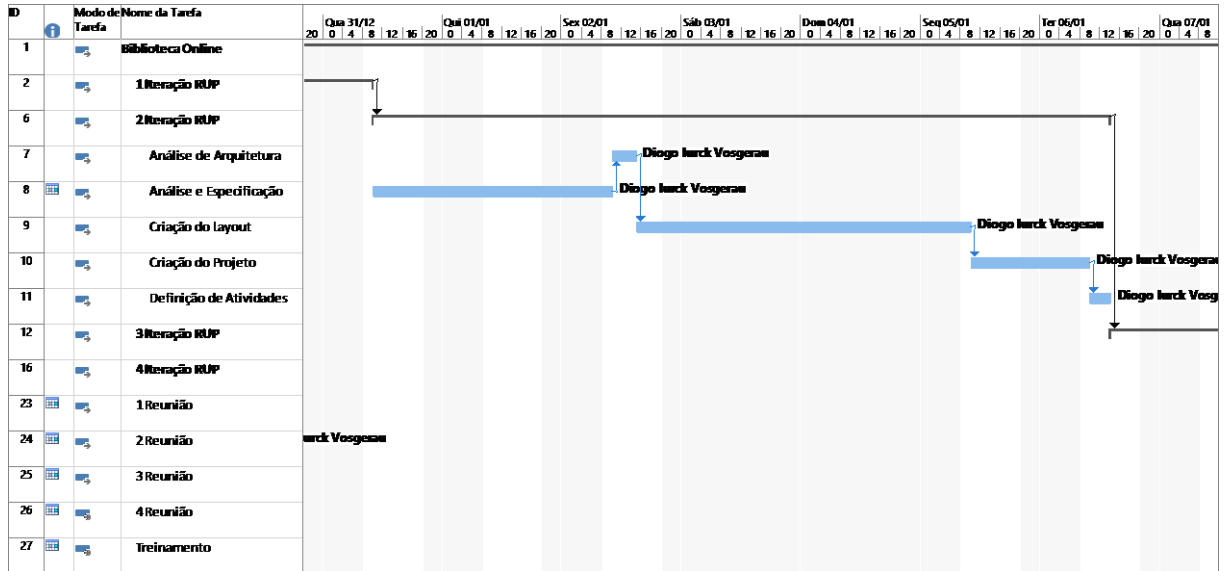 ID Modo de Tarefa Nome da Tarefa
Qua 31/12 Qui 01/01 Sex 02/01 Sáb 03/01 Dom 04/01 Seg 05/01 Ter 06/01 Qua 07/01
20 0 4 8 12 16 20 0 4 8 12 16 20 0 4 8 12 16 20 0 4 8 12 16 20 0 4 8 12 16 20 0 4 8 12 16 20 0 4 8 12 16 20 0 4 8
1 Biblioteca Online
2 1 Iteração RUP
6 2 Iteração RUP
7 Análise de Arquitetura Diogo Iurck Vosgerau
8 Análise e Especificação Diogo Iurck Vosgerau
9 Criação do Layout Diogo Iurck Vosgerau
10 Criação do Projeto Diogo Iurck Vosgerau
11 Definição de Atividades Diogo Iurck Vosg
12 3 Iteração RUP
16 4 Iteração RUP
23 1 Reunião
24 2 Reunião urck Vosgerau
25 3 Reunião
26 4 Reunião
27 Treinamento